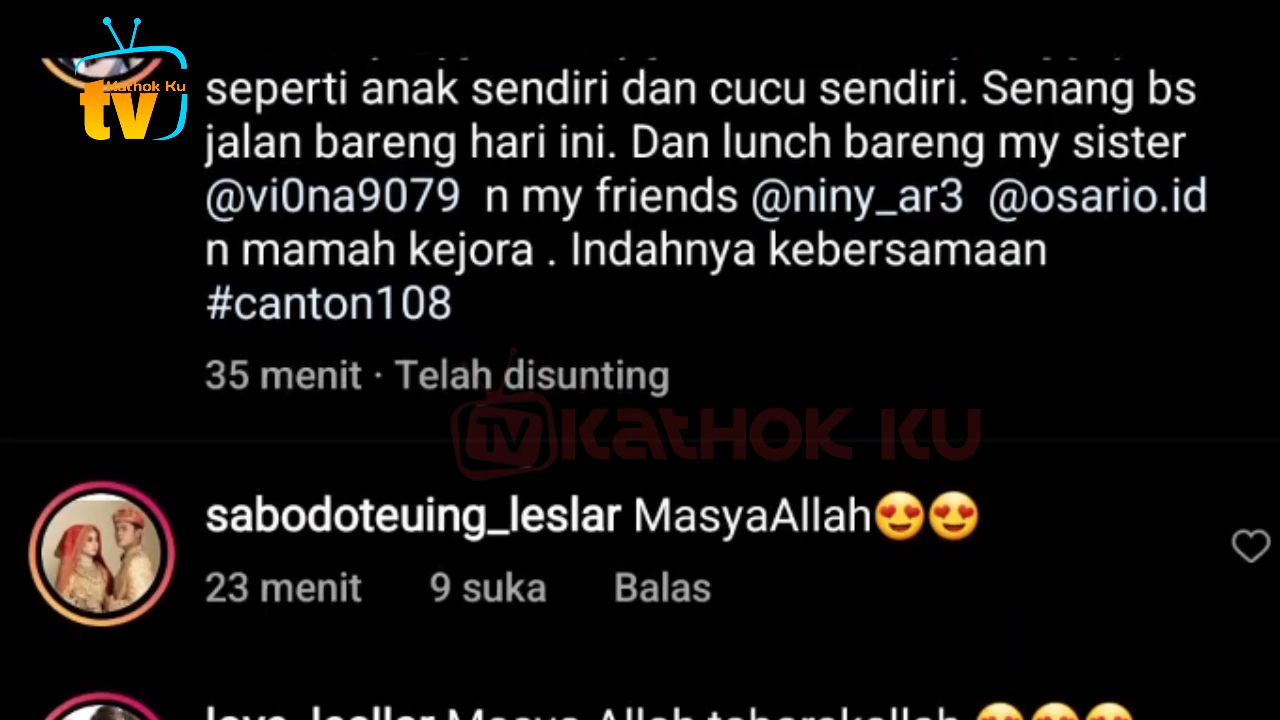 Kathok Ku
tv
seperti anak sendiri dan cucu sendiri. Senang bs
jalan bareng hari ini. Dan lunch bareng my sister
@vi0na9079 n my friends @niny_ar3 @osario.id
n mamah kejora . Indahnya kebersamaan
#canton108
35 menit · Telah disunting
TV KATHOK KU
sabodoteuing_leslar MasyaAllah😍😍
23 menit 9 suka Balas